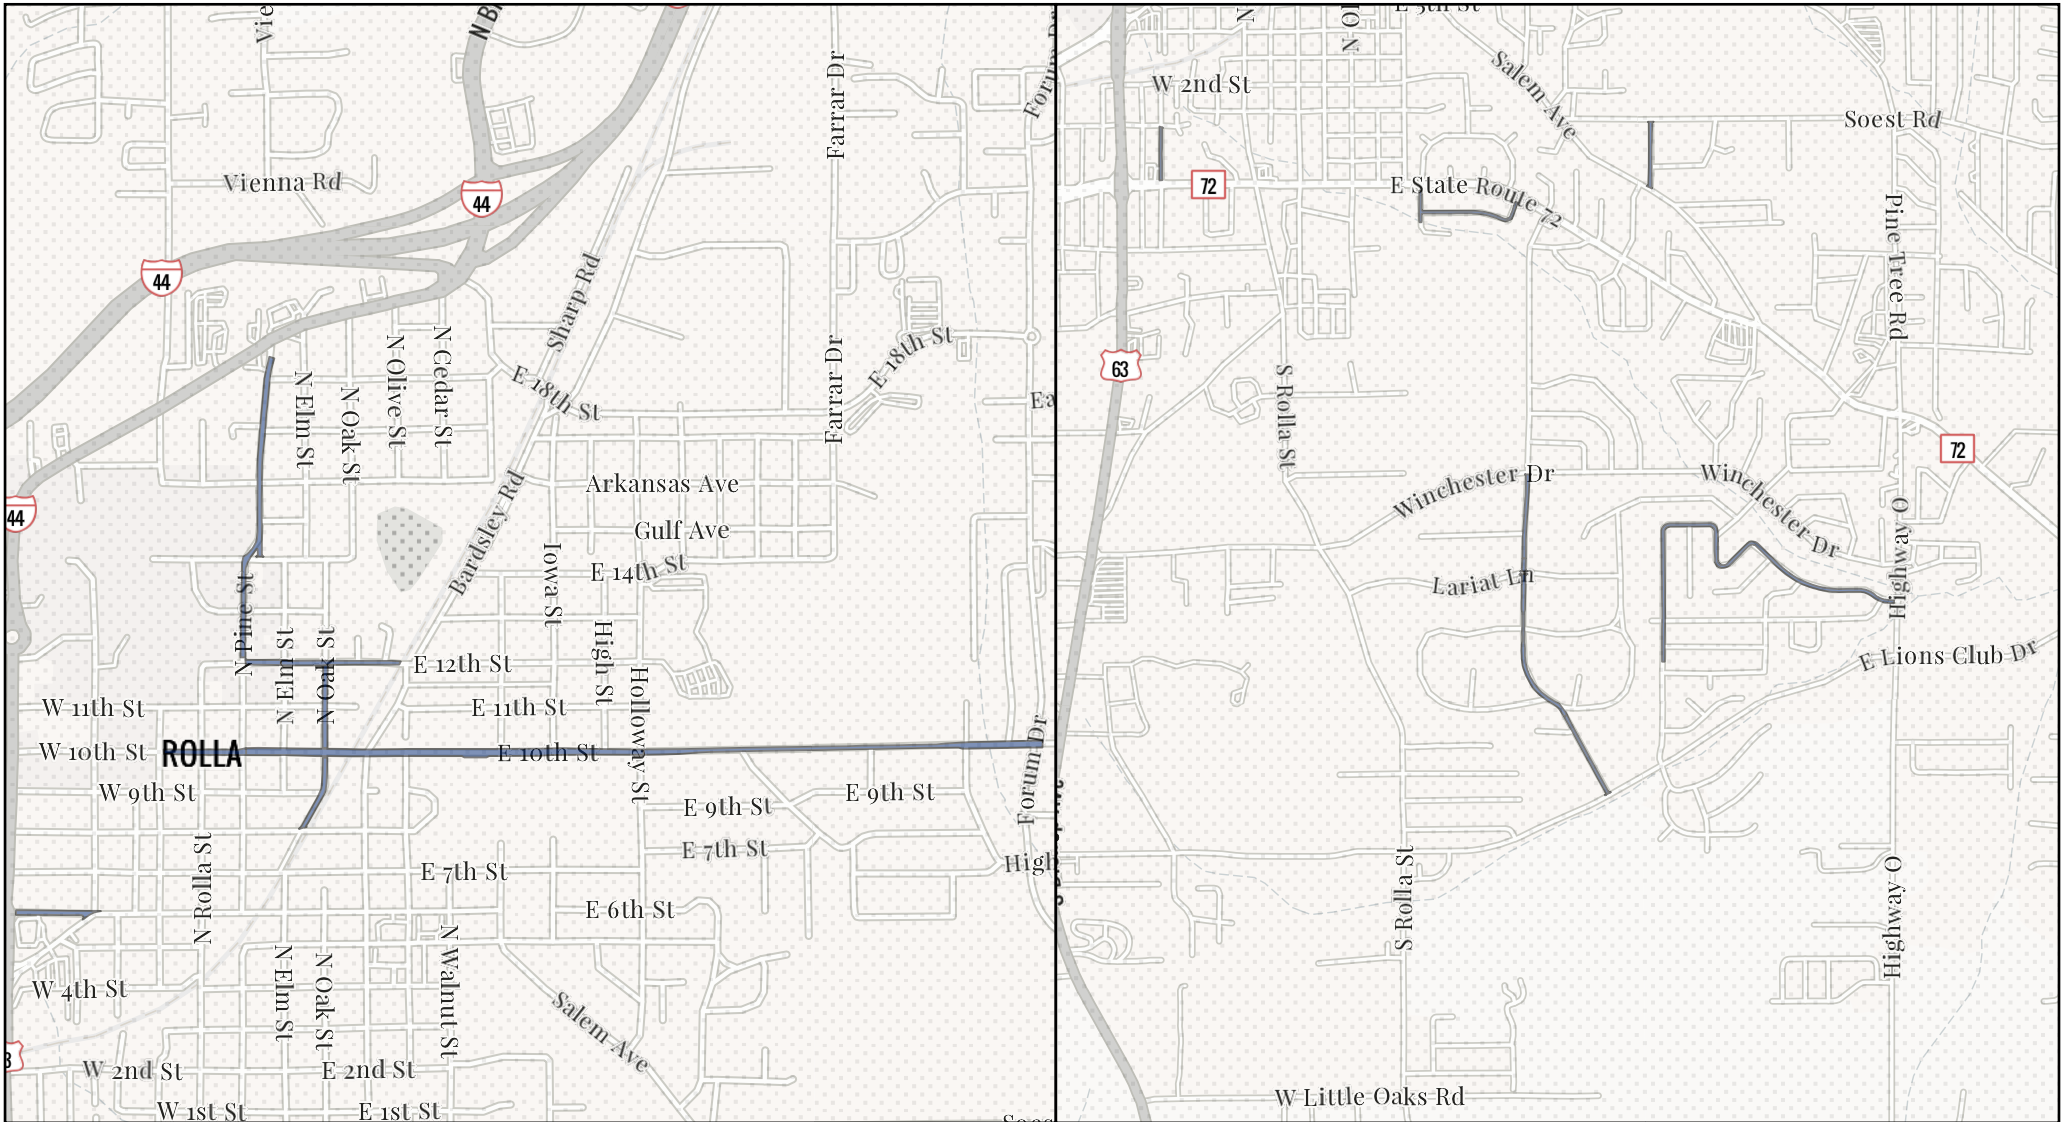 Vie
N
Farrar Dr
Vienna Rd
44
44
Sharp Rd
N Elm St
N Oak St
N Olive St
N Cedar St
E 18th St
Farrar Dr
E 18th St
Arkansas Ave
Gulf Ave
44
Bardsley Rd
Iowa St
E 14th St
N Pine St
N Elm St
N Oak St
E 12th St
High St
Holloway St
W 11th St
E 11th St
W 10th St
ROLLA
E 10th St
Forum Dr
W 9th St
E 9th St
E 9th St
N Rolla St
E 7th St
E 7th St
High
E 6th St
W 4th St
N Elm St
N Oak St
N Walnut St
Salem Ave
W 2nd St
E 2nd St
W 1st St
E 1st St
E 5th St
N
N
W 2nd St
Salem Ave
Soest Rd
72
E State Route 72
Pine Tree Rd
63
S Rolla St
72
Winchester Dr
Winchester Dr
Highway O
Lariat Ln
E Lions Club Dr
S Rolla St
Highway O
W Little Oaks Rd